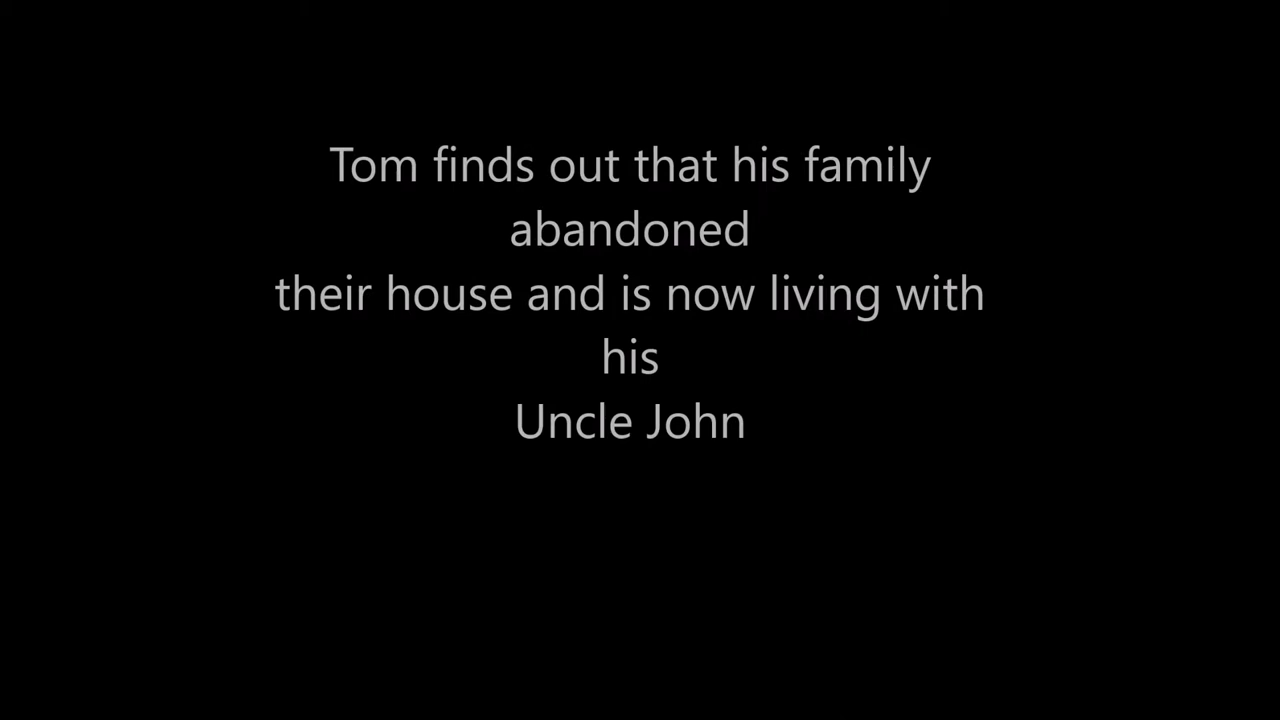 Tom finds out that his family
abandoned
their house and is now living with
his
Uncle John